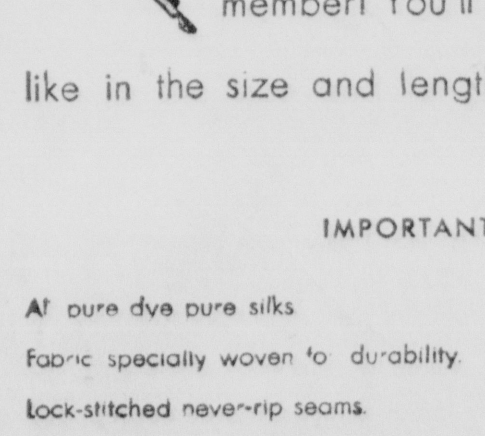 member! You'll
like in the size and lengt
IMPORTANT
All pure dye pure silks
Fabric specially woven for durability.
Lock-stitched never-rip seams.